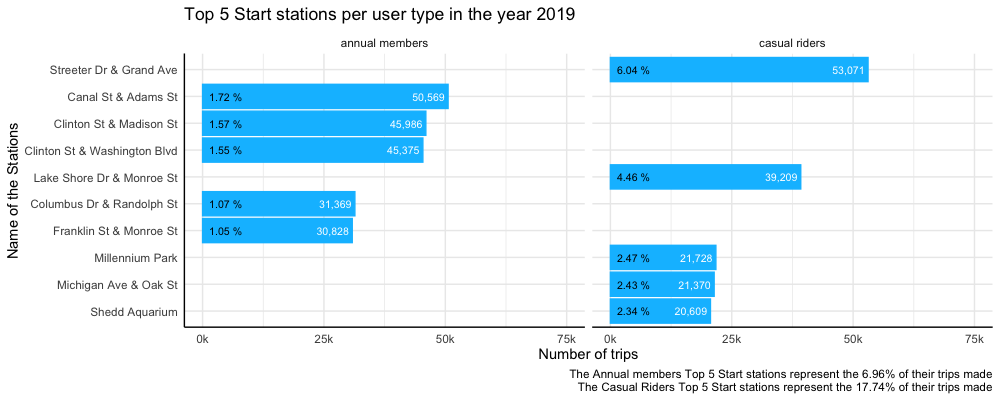 Top 5 Start stations per user type in the year 2019
annual members
casual riders
Name of the Stations
Streeter Dr & Grand Ave
6.04 %
53,071
Canal St & Adams St
1.72 %
50,569
Clinton St & Madison St
1.57 %
45,986
Clinton St & Washington Blvd
1.55 %
45,375
Lake Shore Dr & Monroe St
4.46 %
39,209
Columbus Dr & Randolph St
1.07 %
31,369
Franklin St & Monroe St
1.05 %
30,828
Millennium Park
2.47 %
21,728
Michigan Ave & Oak St
2.43 %
21,370
Shedd Aquarium
2.34 %
20,609
0k
25k
50k
75k
0k
25k
50k
75k
Number of trips
The Annual members Top 5 Start stations represent the 6.96% of their trips made
The Casual Riders Top 5 Start stations represent the 17.74% of their trips made